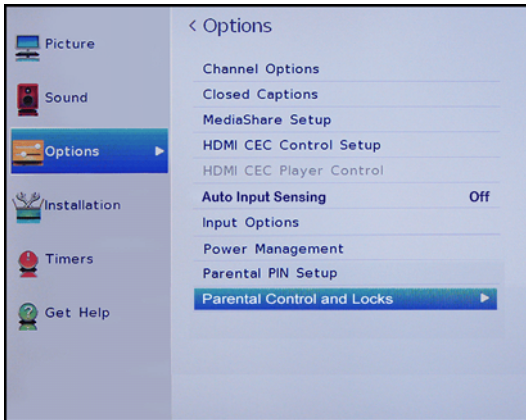 Picture
Sound
Options
Installation
Timers
Get Help
< Options
Channel Options
Closed Captions
MediaShare Setup
HDMI CEC Control Setup
HDMI CEC Player Control
Auto Input Sensing Off
Input Options
Power Management
Parental PIN Setup
Parental Control and Locks